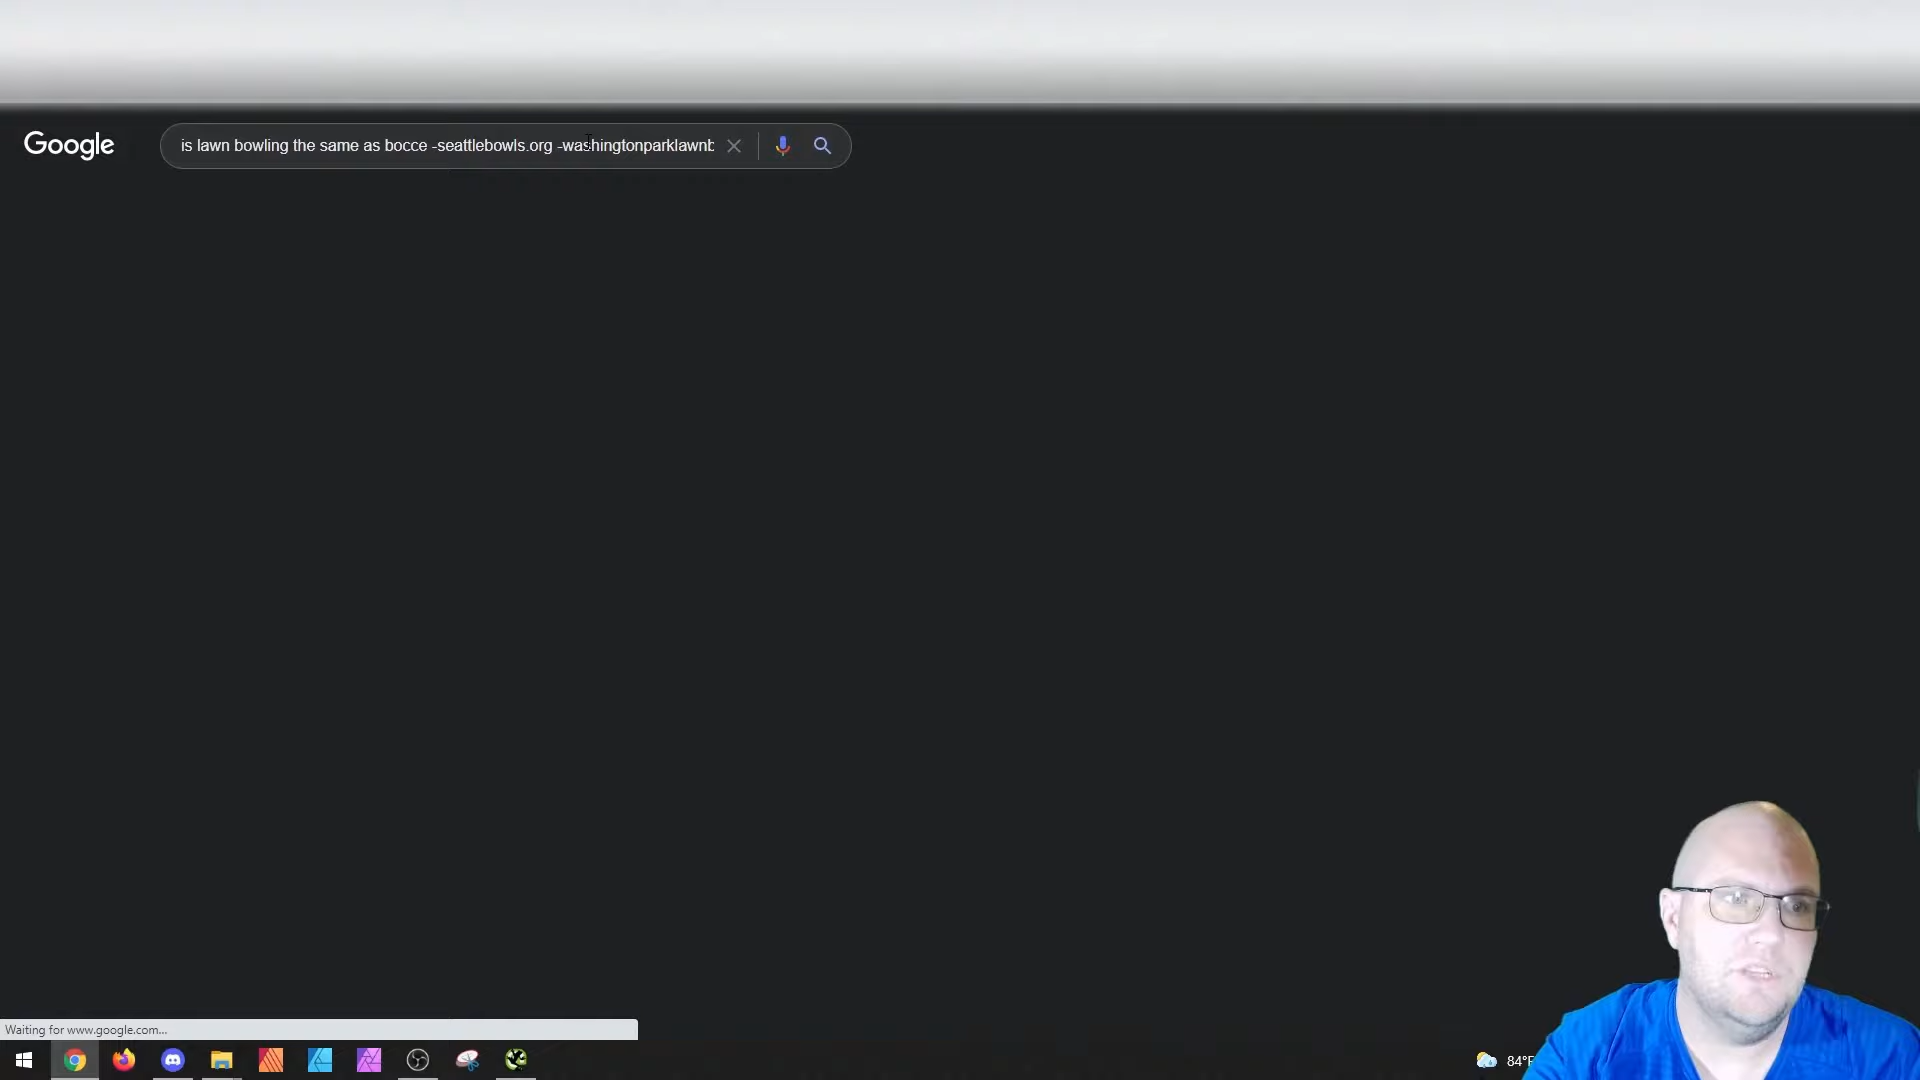 Google
is lawn bowling the same as bocce -seattlebowls.org -washingtonparklawnb
Waiting for www.google.com...
84°F